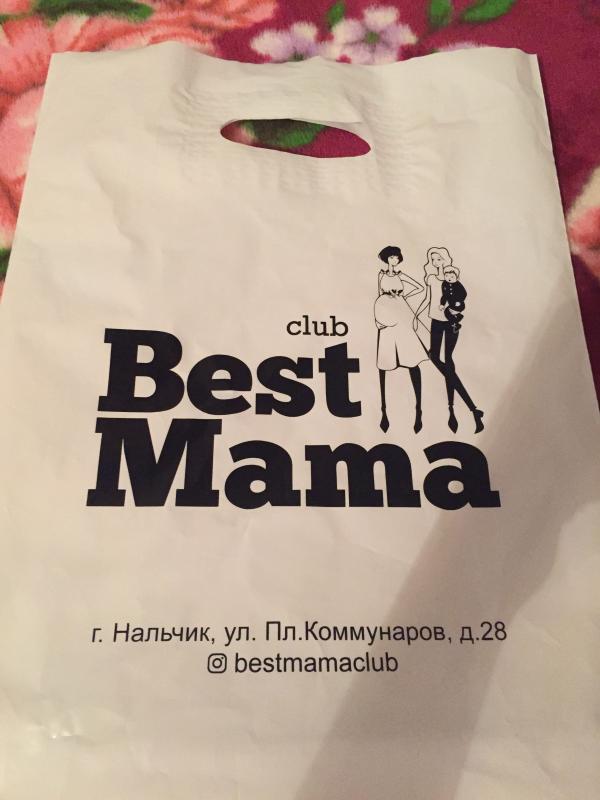 club
Best
Mama
г. Нальчик, ул. Пл.Коммунаров, д.28
bestmamaclub